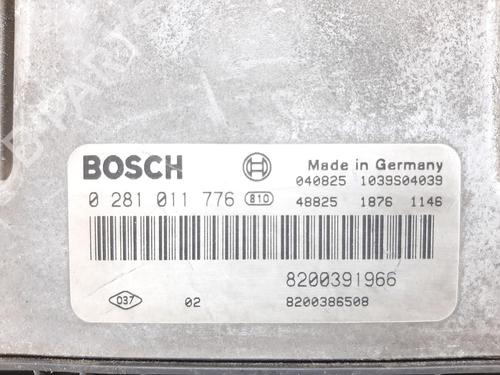 BOSCH
Made in Germany
040825 1039S04039
0 281 011 776 810
48825 1876 1146
8200391966
037 02 8200386508